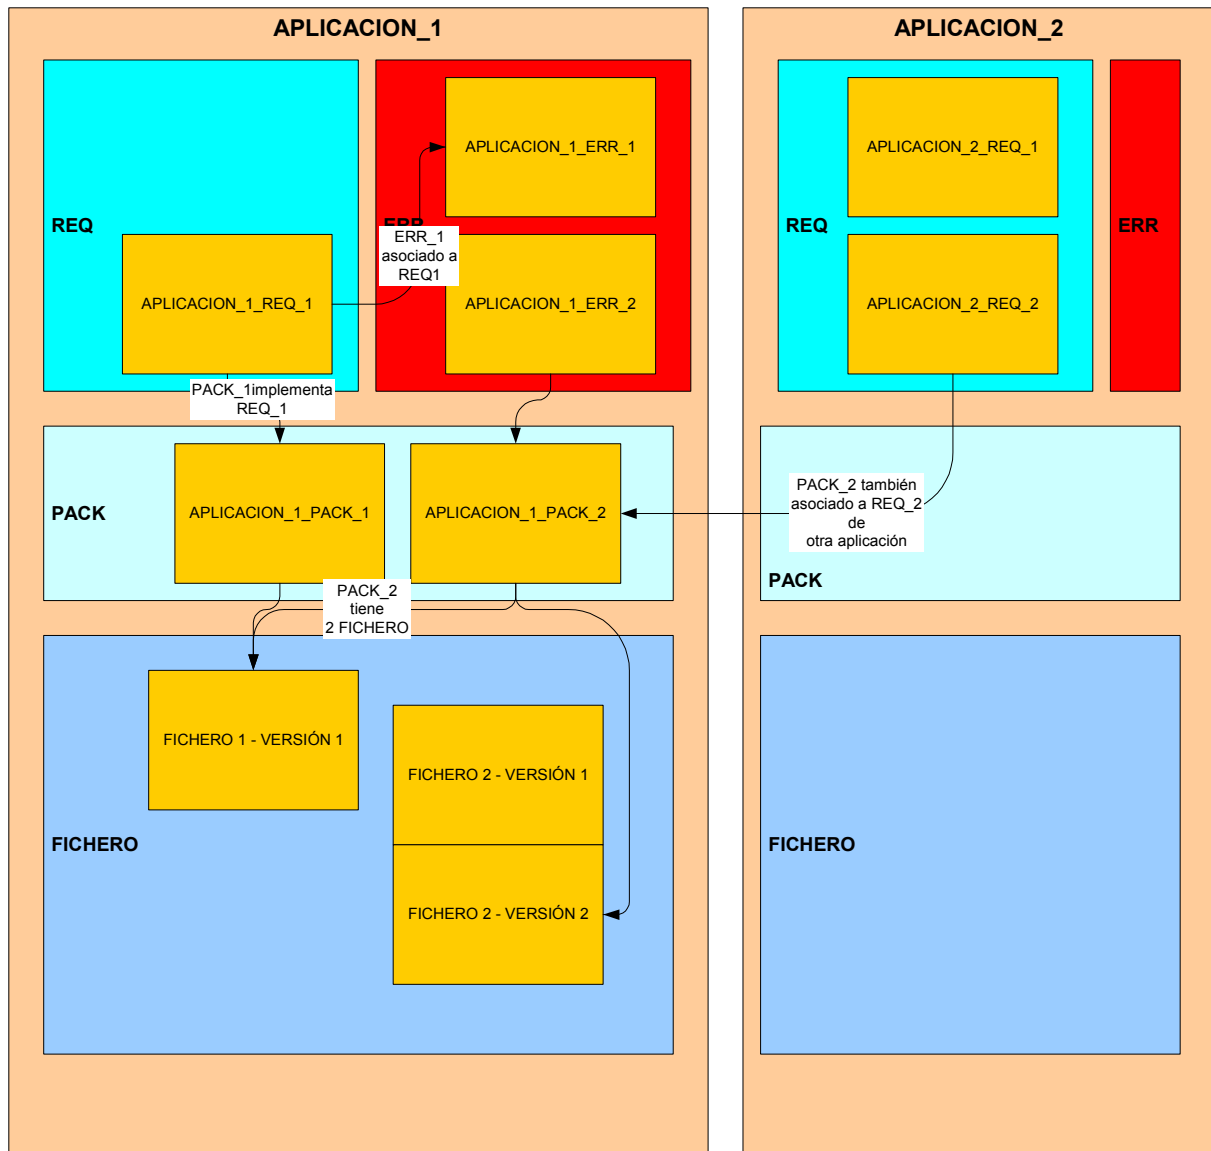 APLICACION_1
APLICACION_2
REQ
APLICACION_1_REQ_1
ERR
APLICACION_1_ERR_1
ERR_1
asociado a
REQ1
APLICACION_1_ERR_2
REQ
APLICACION_2_REQ_1
APLICACION_2_REQ_2
ERR
PACK_1implementa
REQ_1
PACK
APLICACION_1_PACK_1
APLICACION_1_PACK_2
PACK_2 también
asociado a REQ_2
de
otra aplicación
PACK
PACK_2
tiene
2 FICHERO
FICHERO 1 - VERSIÓN 1
FICHERO 2 - VERSIÓN 1
FICHERO
FICHERO 2 - VERSIÓN 2
FICHERO